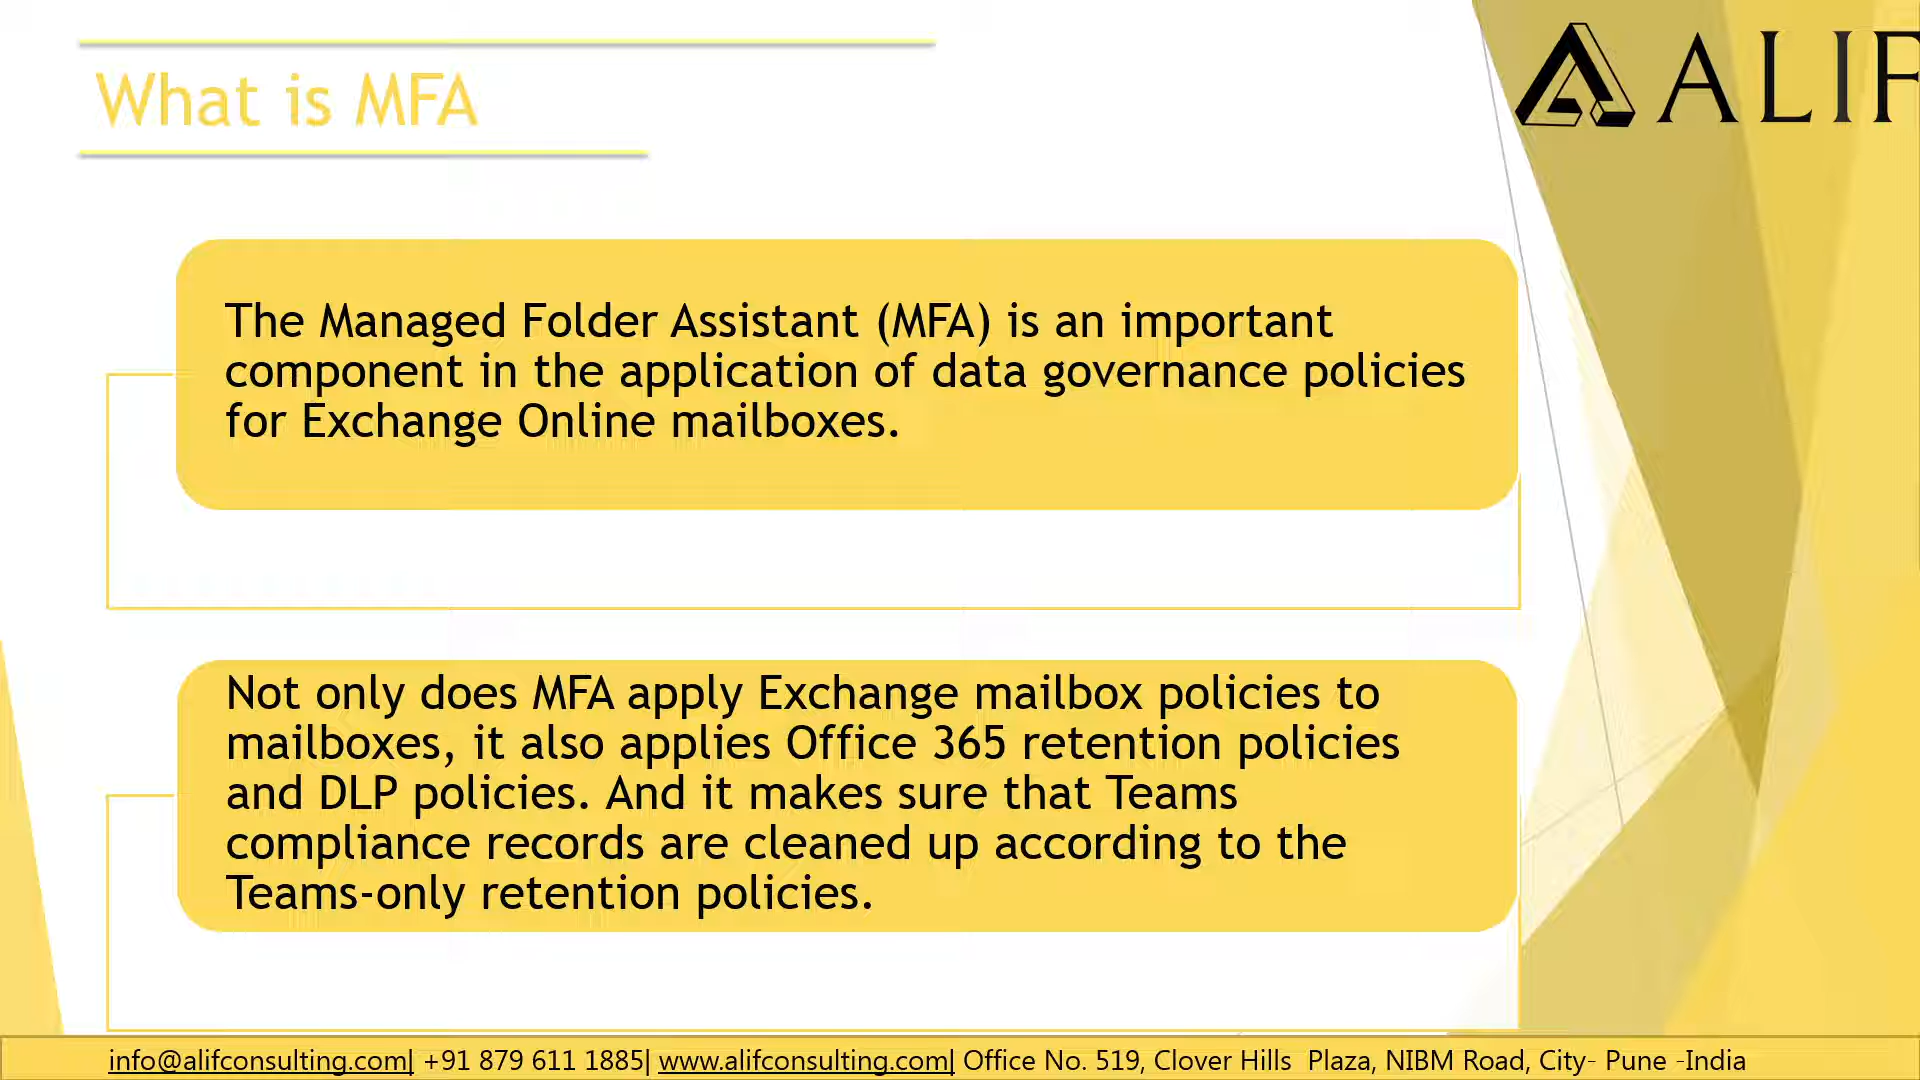 ALIF
What is MFA
The Managed Folder Assistant (MFA) is an important
component in the application of data governance policies
for Exchange Online mailboxes.
Not only does MFA apply Exchange mailbox policies to
mailboxes, it also applies Office 365 retention policies
and DLP policies. And it makes sure that Teams
compliance records are cleaned up according to the
Teams-only retention policies.
info@alifconsulting.com| +91 879 611 1885| www.alifconsulting.com| Office No. 519, Clover Hills Plaza, NIBM Road, City- Pune -India